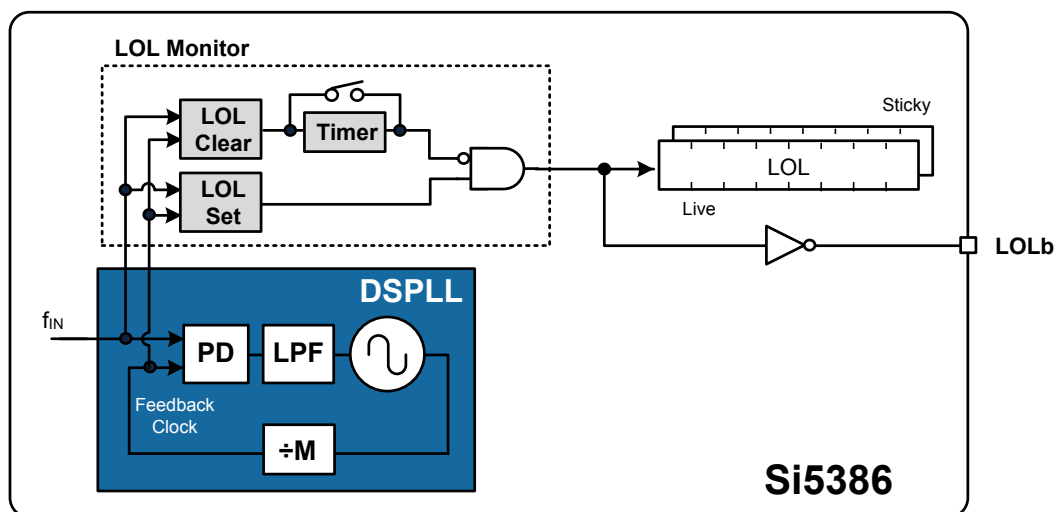 LOL Monitor
LOL
Clear
Timer
LOL
Set
Sticky
LOL
Live
LOLb
DSPLL
fIN
PD
LPF
Feedback
Clock
÷M
Si5386